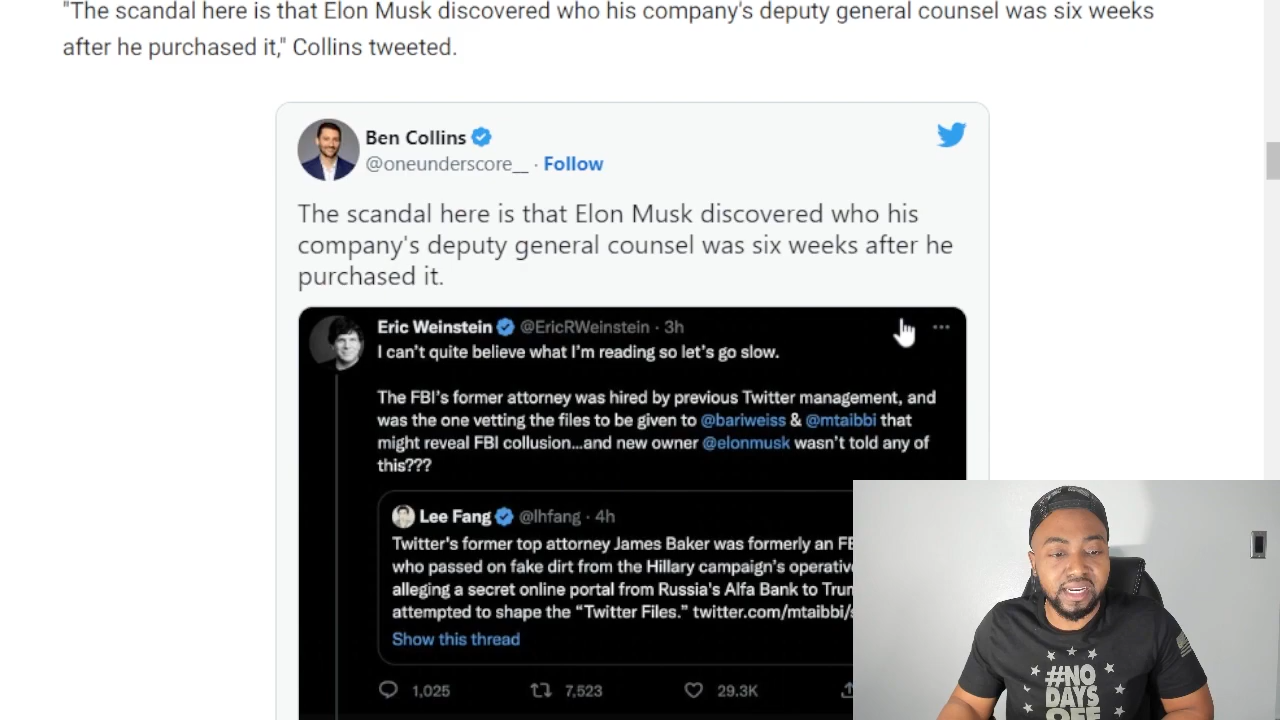 "The scandal here is that Elon Musk discovered who his company's deputy general counsel was six weeks
after he purchased it," Collins tweeted.
Ben Collins
@oneunderscore__ · Follow
The scandal here is that Elon Musk discovered who his
company's deputy general counsel was six weeks after he
purchased it.
Eric Weinstein @EricRWeinstein · 3h
I can't quite believe what I'm reading so let's go slow.
The FBI's former attorney was hired by previous Twitter management, and
was the one vetting the files to be given to @bariweiss & @mtaibbi that
might reveal FBI collusion...and new owner @elonmusk wasn't told any of
this???
Lee Fang @lhfang · 4h
Twitter's former top attorney James Baker was formerly an FB
who passed on fake dirt from the Hillary campaign's operative
alleging a secret online portal from Russia's Alfa Bank to Trun
attempted to shape the “Twitter Files.” twitter.com/mtaibbi/s
Show this thread
1,025 7,523 29.3K
#NO
DAYS
OFF